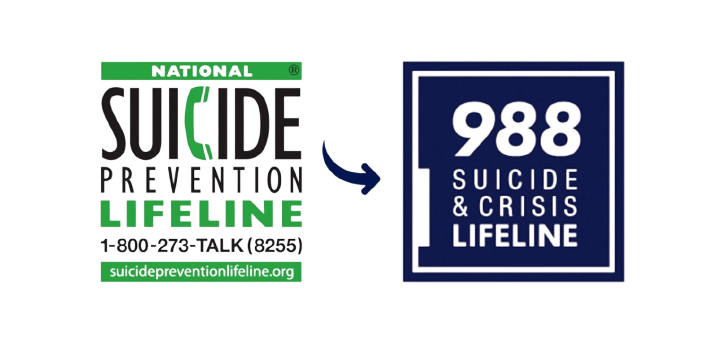 NATIONAL ®
SUICIDE
PREVENTION
LIFELINE
1-800-273-TALK (8255)
suicidepreventionlifeline.org
988
SUICIDE
& CRISIS
LIFELINE